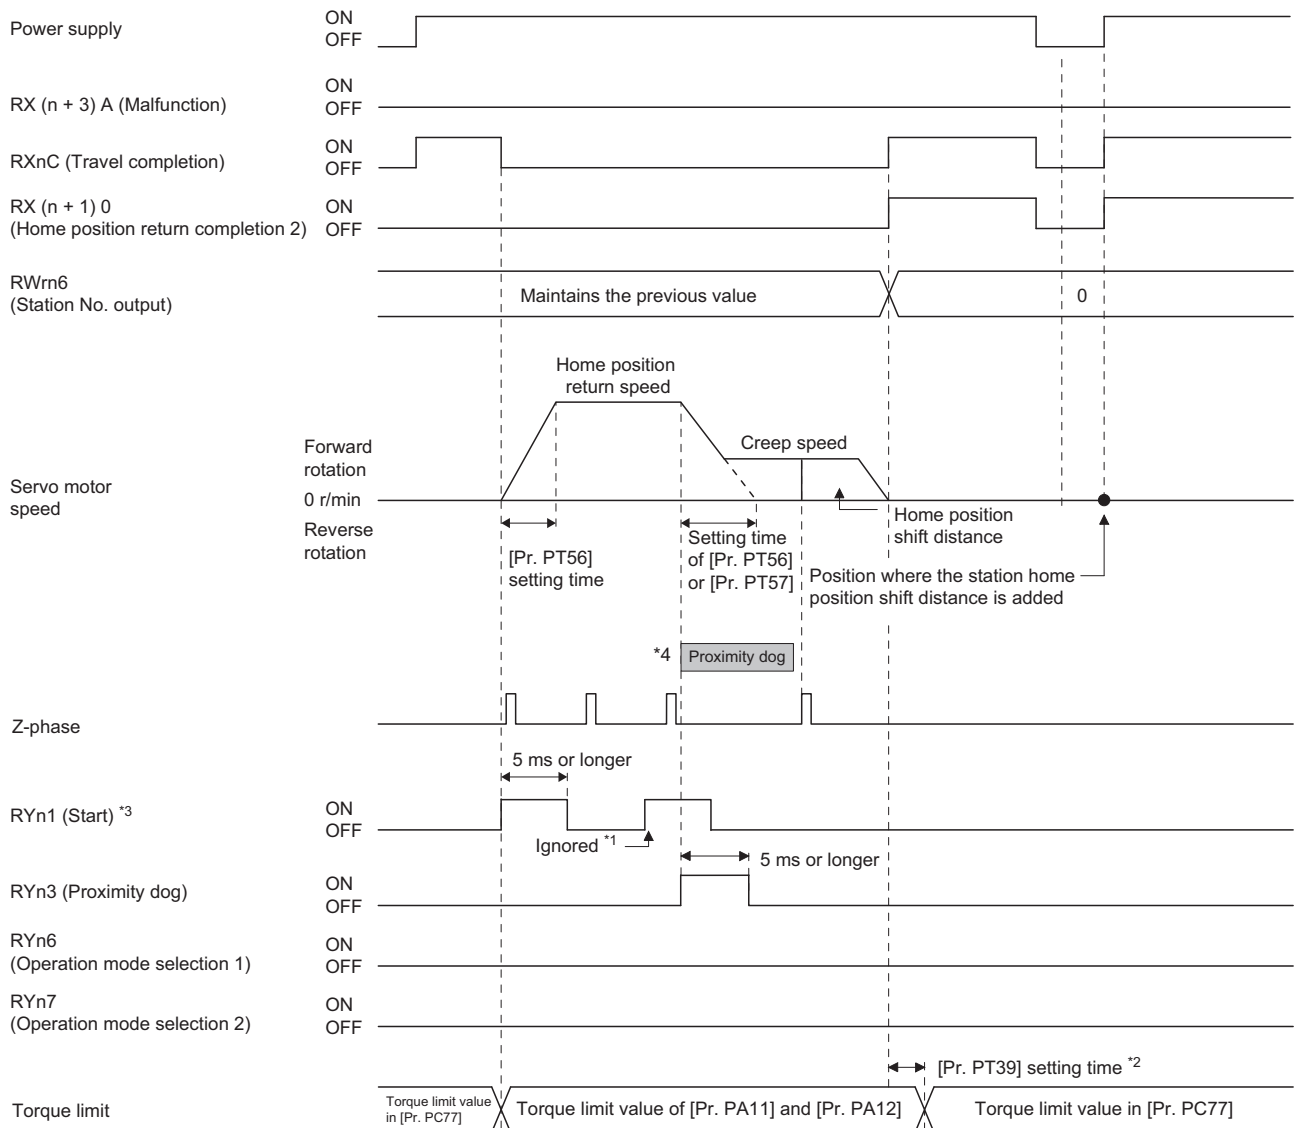 Power supply
ON
OFF
RX (n + 3) A (Malfunction)
ON
OFF
RXnC (Travel completion)
ON
OFF
RX (n + 1) 0
(Home position return completion 2)
ON
OFF
RWrn6
(Station No. output)
Maintains the previous value
0
Home position
return speed
Creep speed
Forward
rotation
0 r/min
Reverse
rotation
Servo motor
speed
[Pr. PT56]
setting time
Setting time
of [Pr. PT56]
or [Pr. PT57]
Home position
shift distance
Position where the station home
position shift distance is added
*4
Proximity dog
Z-phase
5 ms or longer
RYn1 (Start) *3
ON
OFF
Ignored *1
5 ms or longer
RYn3 (Proximity dog)
ON
OFF
RYn6
(Operation mode selection 1)
ON
OFF
RYn7
(Operation mode selection 2)
ON
OFF
[Pr. PT39] setting time *2
Torque limit
Torque limit value
in [Pr. PC77]
Torque limit value of [Pr. PA11] and [Pr. PA12]
Torque limit value in [Pr. PC77]